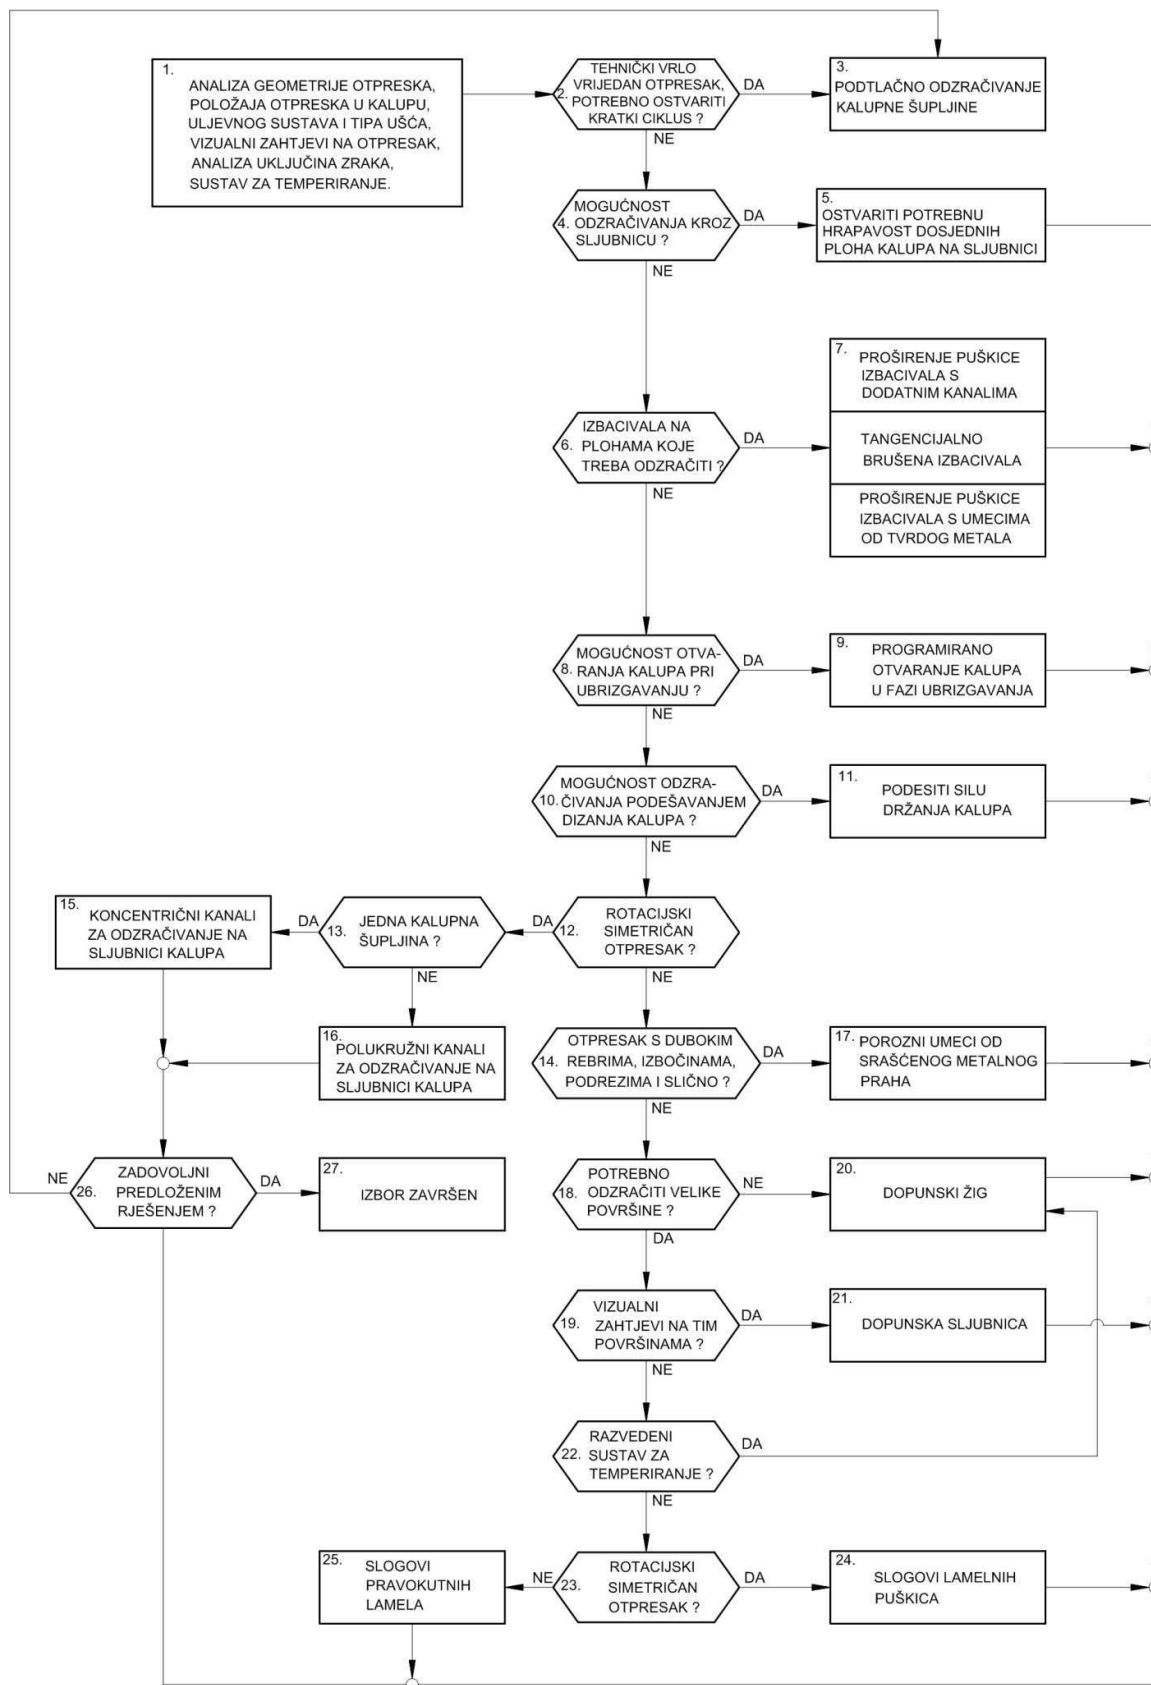 1.
ANALIZA GEOMETRIJE OTPRESKA,
POLOŽAJA OTPRESKA U KALUPU,
ULJEVNOG SUSTAVA I TIPA UŠĆA,
VIZUALNI ZAHTJEVI NA OTPRESAK,
ANALIZA UKLJUČINA ZRAKA,
SUSTAV ZA TEMPERIRANJE.
TEHNIČKI VRLO
VRIJEDAN OTPRESAK,
2. POTREBNO OSTVARITI
KRATKI CIKLUS ?
DA
NE
3.
PODTLAČNO ODZRAČIVANJE
KALUPNE ŠUPLJINE
MOGUĆNOST
4. ODZRAČIVANJA KROZ
SLJUBNICU ?
DA
NE
5.
OSTVARITI POTREBNU
HRAPAVOST DOSJEDNIH
PLOHA KALUPA NA SLJUBNICI
IZBACIVALA NA
6. PLOHAMA KOJE
TREBA ODZRAČITI ?
DA
NE
7.
PROŠIRENJE PUŠKICE
IZBACIVALA S
DODATNIM KANALIMA
TANGENCIJALNO
BRUŠENA IZBACIVALA
PROŠIRENJE PUŠKICE
IZBACIVALA S UMECIMA
OD TVRDOG METALA
MOGUĆNOST OTVA-
8. RANJA KALUPA PRI
UBRIZGAVANJU ?
DA
NE
9.
PROGRAMIRANO
OTVARANJE KALUPA
U FAZI UBRIZGAVANJA
MOGUĆNOST ODZRA-
10. ČIVANJA PODEŠAVANJEM
DIZANJA KALUPA ?
DA
NE
11.
PODESITI SILU
DRŽANJA KALUPA
ROTACIJSKI
12. SIMETRIČAN
OTPRESAK ?
DA
NE
JEDNA KALUPNA
13. ŠUPLJINA ?
DA
NE
15.
KONCENTRIČNI KANALI
ZA ODZRAČIVANJE NA
SLJUBNICI KALUPA
16.
POLUKRUŽNI KANALI
ZA ODZRAČIVANJE NA
SLJUBNICI KALUPA
OTPRESAK S DUBOKIM
14. REBRIMA, IZBOČINAMA,
PODREZIMA I SLIČNO ?
DA
NE
17.
POROZNI UMECI OD
SRAŠĆENOG METALNOG
PRAHA
ZADOVOLJNI
26. PREDLOŽENIM
RJEŠENJEM ?
NE
DA
27.
IZBOR ZAVRŠEN
POTREBNO
18. ODZRAČITI VELIKE
POVRŠINE ?
NE
DA
20.
DOPUNSKI ŽIG
VIZUALNI
19. ZAHTJEVI NA TIM
POVRŠINAMA ?
DA
NE
21.
DOPUNSKA SLJUBNICA
RAZVEDENI
22. SUSTAV ZA
TEMPERIRANJE ?
DA
NE
ROTACIJSKI
23. SIMETRIČAN
OTPRESAK ?
NE
DA
25.
SLOGOVI
PRAVOKUTNIH
LAMELA
24.
SLOGOVI LAMELNIH
PUŠKICA